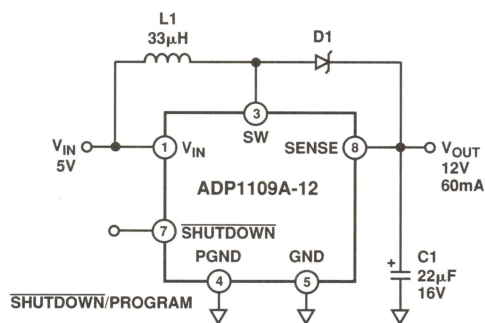 L1
33µH
D1
3
SW
V_IN
5V
1
V_IN
SENSE
8
V_OUT
12V
60mA
ADP1109A-12
7
SHUTDOWN
PGND
GND
4
5
+
C1
22µF
16V
SHUTDOWN/PROGRAM